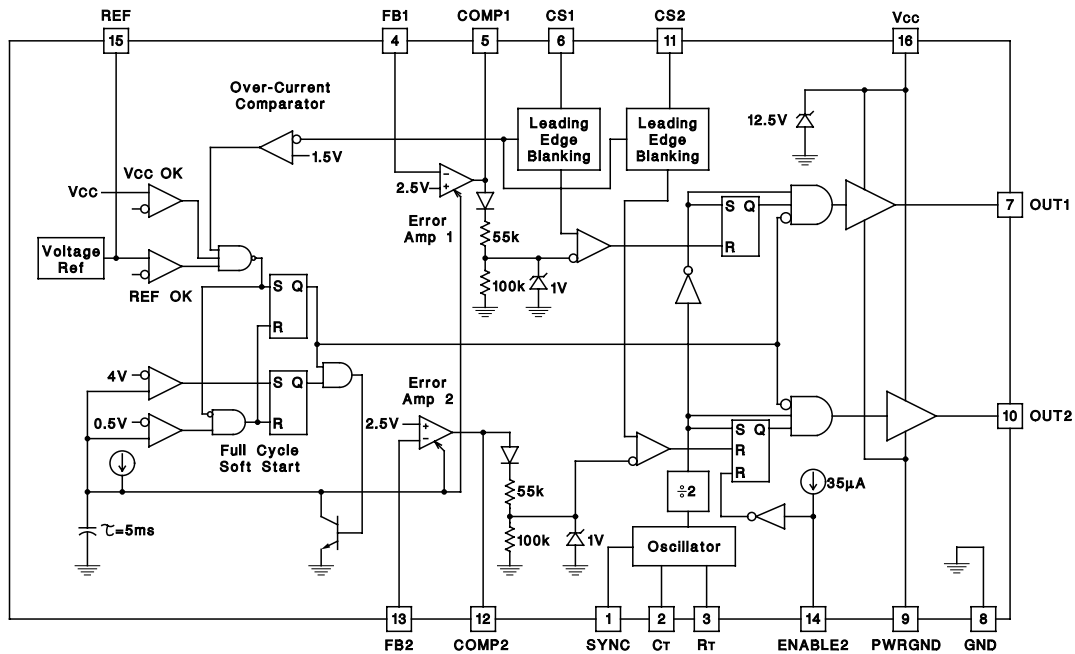 REF
FB1
COMP1
CS1
CS2
Vcc
15
4
5
6
11
16
Over-Current
Comparator
12.5V
Leading
Edge
Blanking
Leading
Edge
Blanking
1.5V
Vcc OK
Vcc
2.5V
-
+
S Q
R
7
OUT1
Error
Amp 1
55k
Voltage
Ref
REF OK
100k
1V
S Q
R
4V
S Q
R
Error
Amp 2
0.5V
2.5V
+
-
10
OUT2
S Q
R
R
Full Cycle
Soft Start
55k
÷2
35µA
τ=5ms
100k
1V
Oscillator
13
12
1
2
3
14
9
8
FB2
COMP2
SYNC
CT
RT
ENABLE2
PWRGND
GND